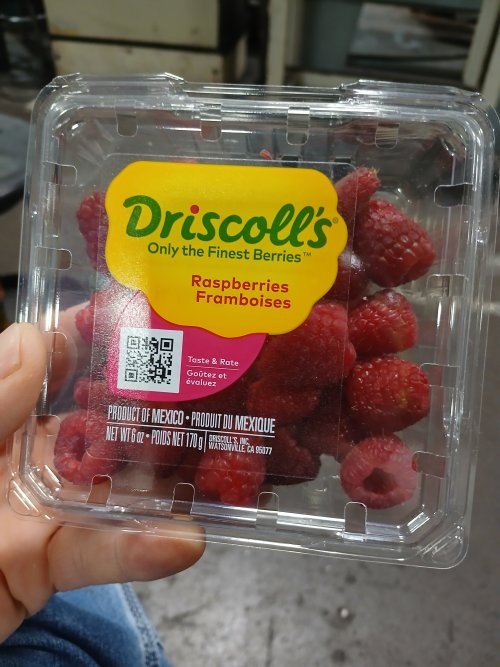 Driscoll's®
Only the Finest Berries™
Raspberries
Framboises
Taste & Rate
Goûtez et
évaluez
PRODUCT OF MEXICO • PRODUIT DU MEXIQUE
NET WT 6 oz • POIDS NET 170 g
DRISCOLL'S, INC.
WATSONVILLE, CA 95077